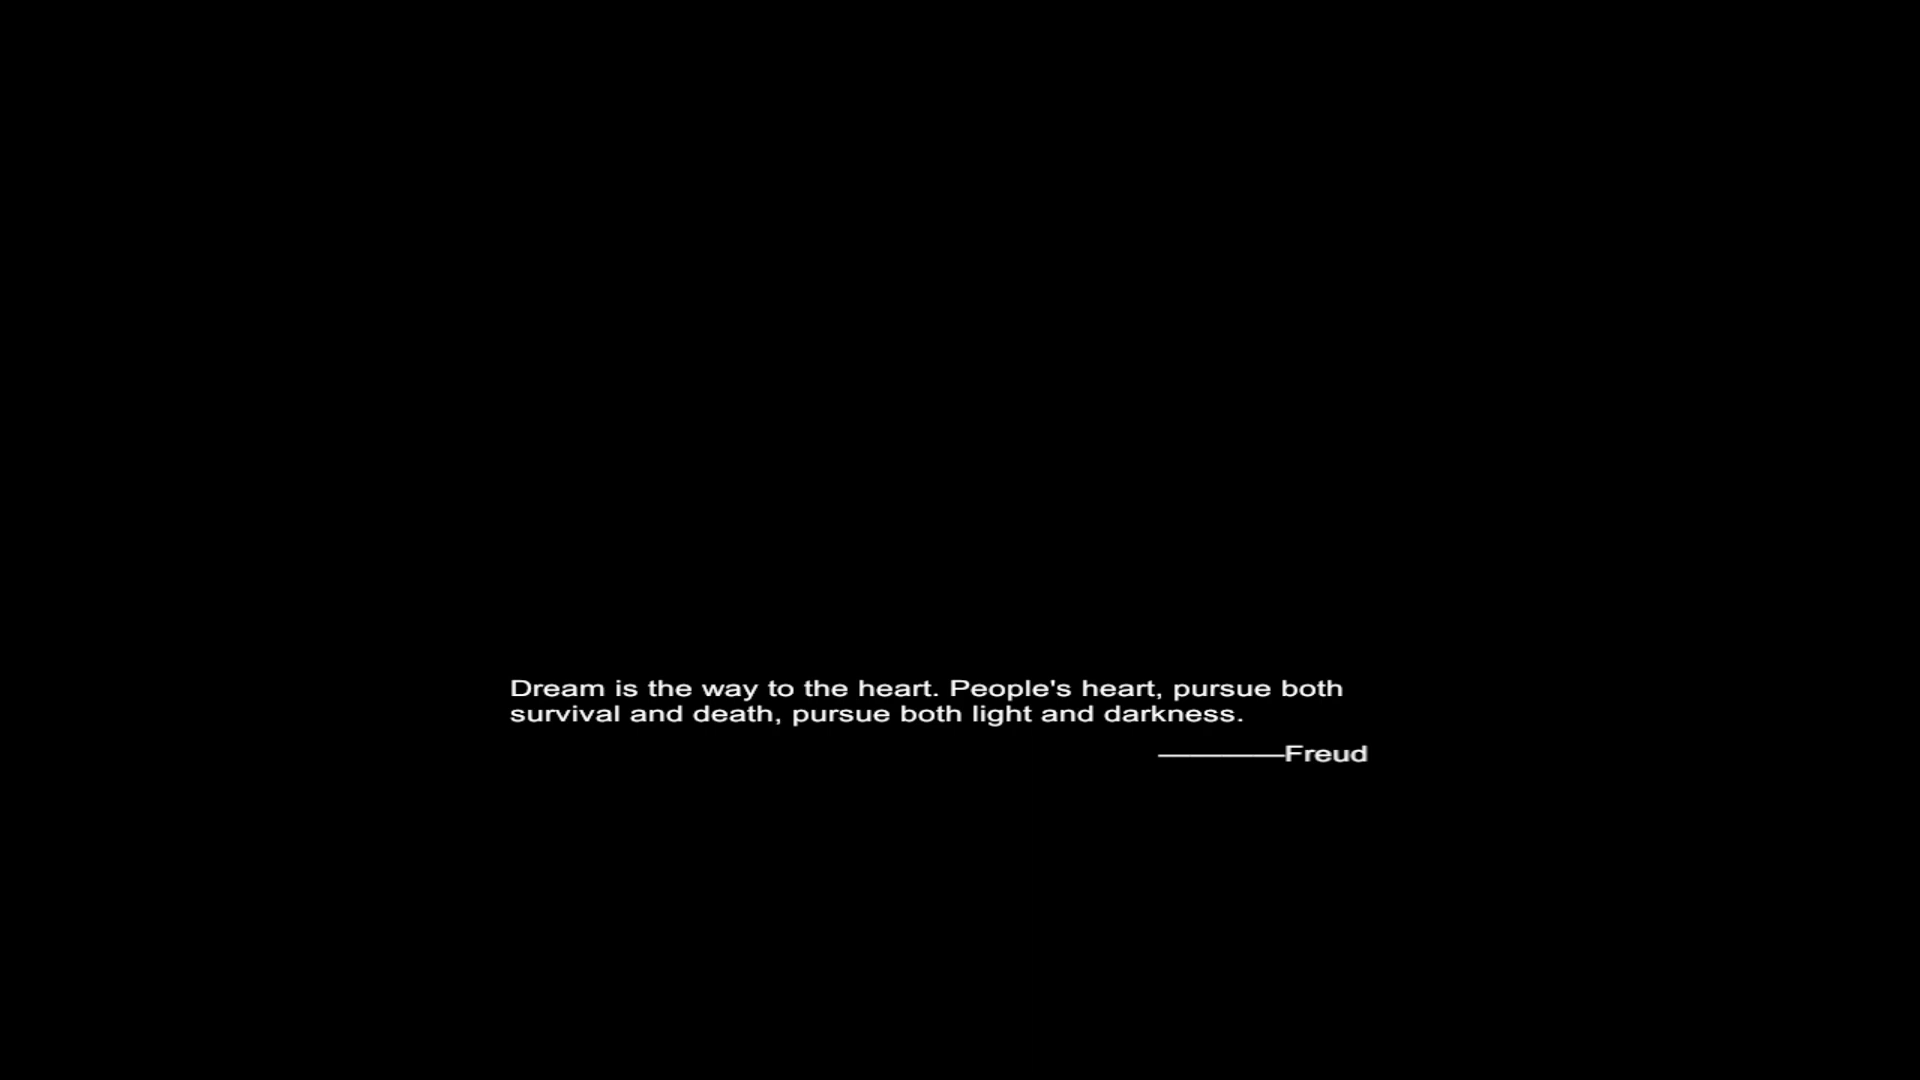 Dream is the way to the heart. People's heart, pursue both
survival and death, pursue both light and darkness.
————Freud